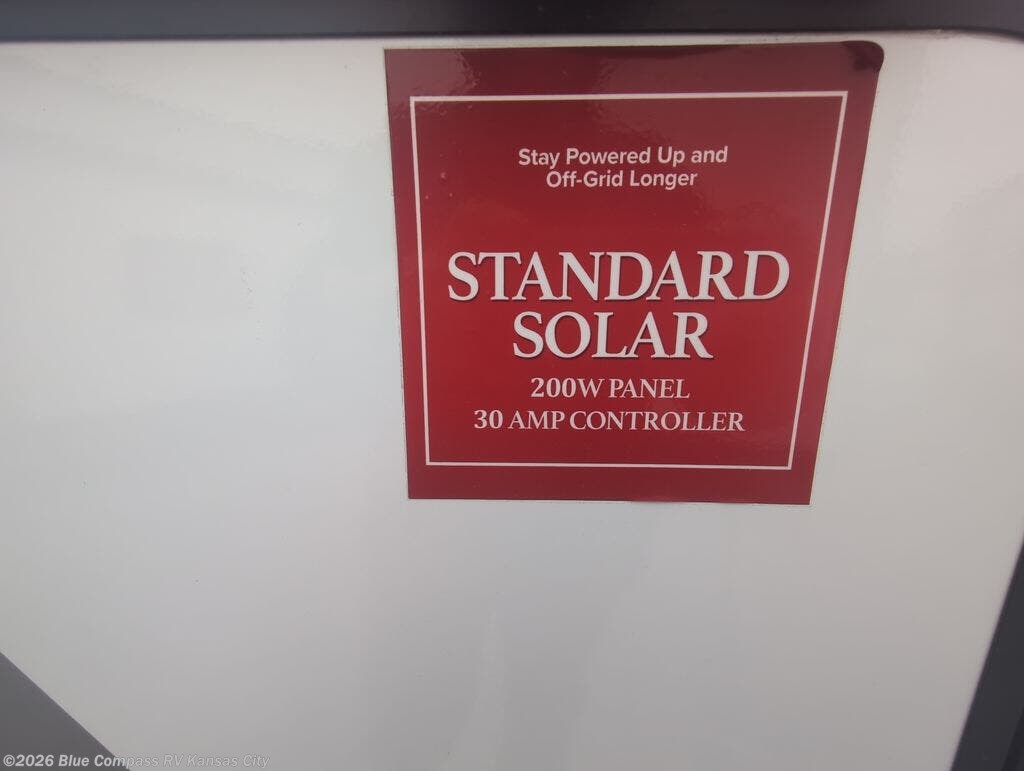 Stay Powered Up and
Off-Grid Longer
STANDARD
SOLAR
200W PANEL
30 AMP CONTROLLER
©2026 Blue Compass RV Kansas City